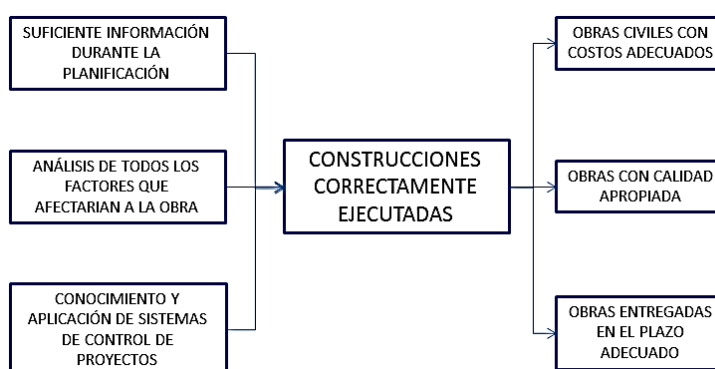 SUFICIENTE INFORMACIÓN
DURANTE LA
PLANIFICACIÓN
ANÁLISIS DE TODOS LOS
FACTORES QUE
AFECTARIAN A LA OBRA
CONOCIMIENTO Y
APLICACIÓN DE SISTEMAS
DE CONTROL DE
PROYECTOS
CONSTRUCCIONES
CORRECTAMENTE
EJECUTADAS
OBRAS CIVILES CON
COSTOS ADECUADOS
OBRAS CON CALIDAD
APROPIADA
OBRAS ENTREGADAS
EN EL PLAZO
ADECUADO